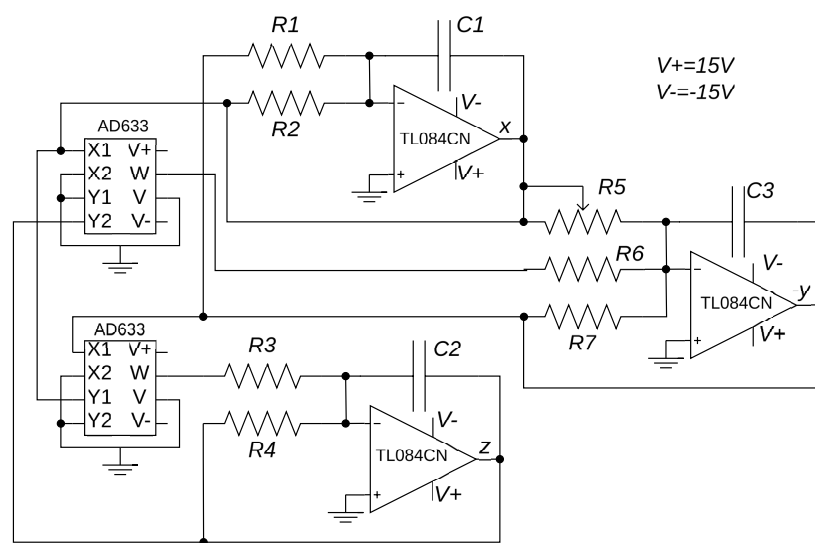 R1
C1
V+=15V
V-=-15V
R2
AD633
X1 V+
X2 W
Y1 V
Y2 V-
V-
TL084CN
x
V+
-
+
R5
C3
R6
R7
V-
TL084CN
y
V+
-
+
AD633
X1 V+
X2 W
Y1 V
Y2 V-
R3
C2
R4
V-
TL084CN
z
V+
-
+